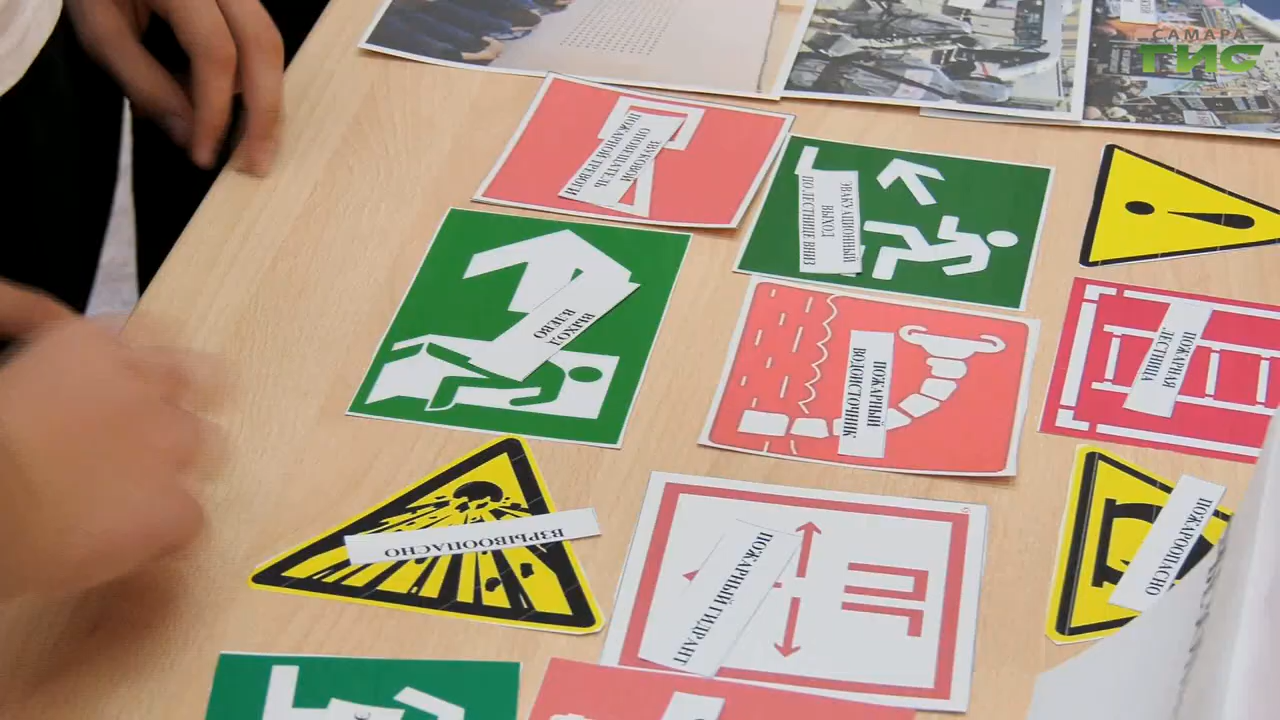 САМАРА
ГИС
ЗВУКОВОЙ
ОПОВЕЩАТЕЛЬ
ПОЖАРНОЙ ТРЕВОГИ
ЭВАКУАЦИОННЫЙ
ВЫХОД
ПО ЛЕСТНИЦЕ ВНИЗ
ВЫХОД
ВЛЕВО
ПОЖАРНЫЙ
ВОДОИСТОЧНИК
ПОЖАРНАЯ
ЛЕСТНИЦА
ВЗРЫВООПАСНО
ПОЖАРНЫЙ ГИДРАНТ
ПГ
ПОЖАРООПАСНО